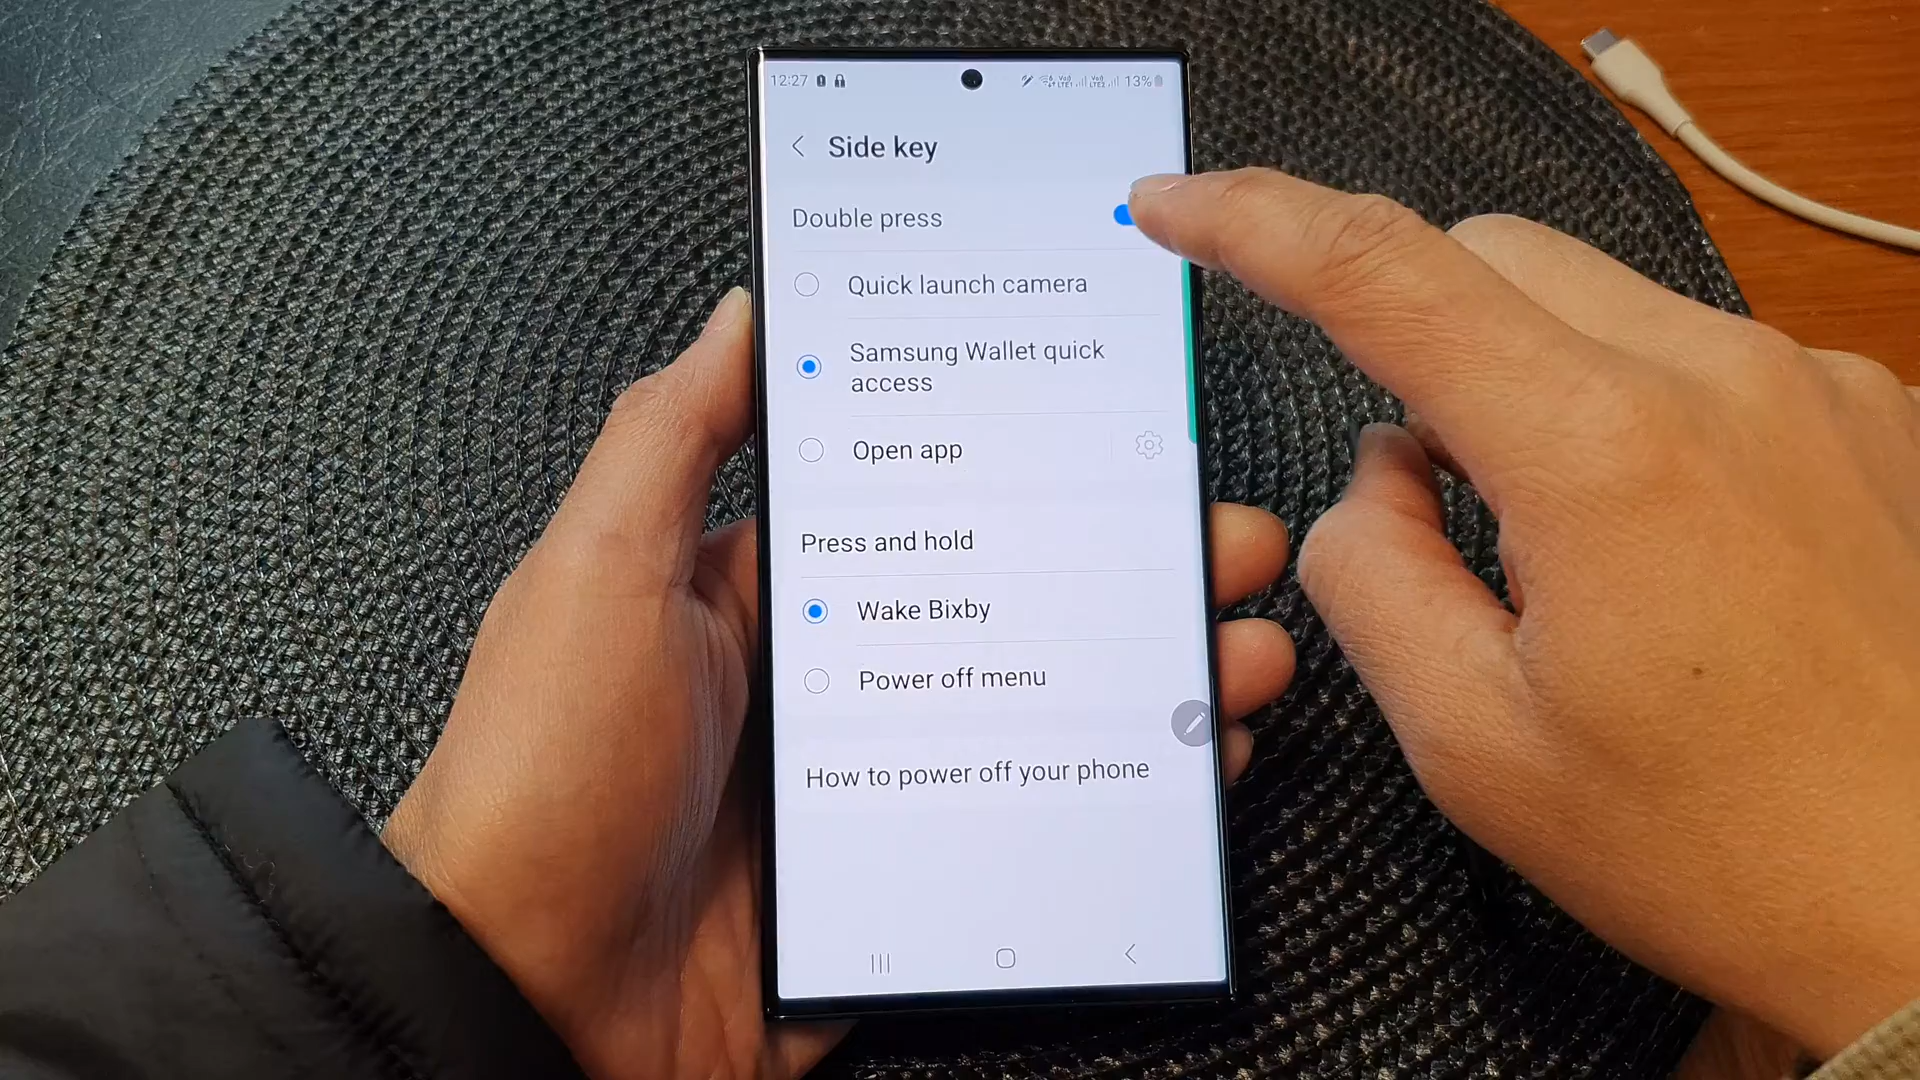 12:27 13%
Side key
Double press
Quick launch camera
Samsung Wallet quick
access
Open app
Press and hold
Wake Bixby
Power off menu
How to power off your phone